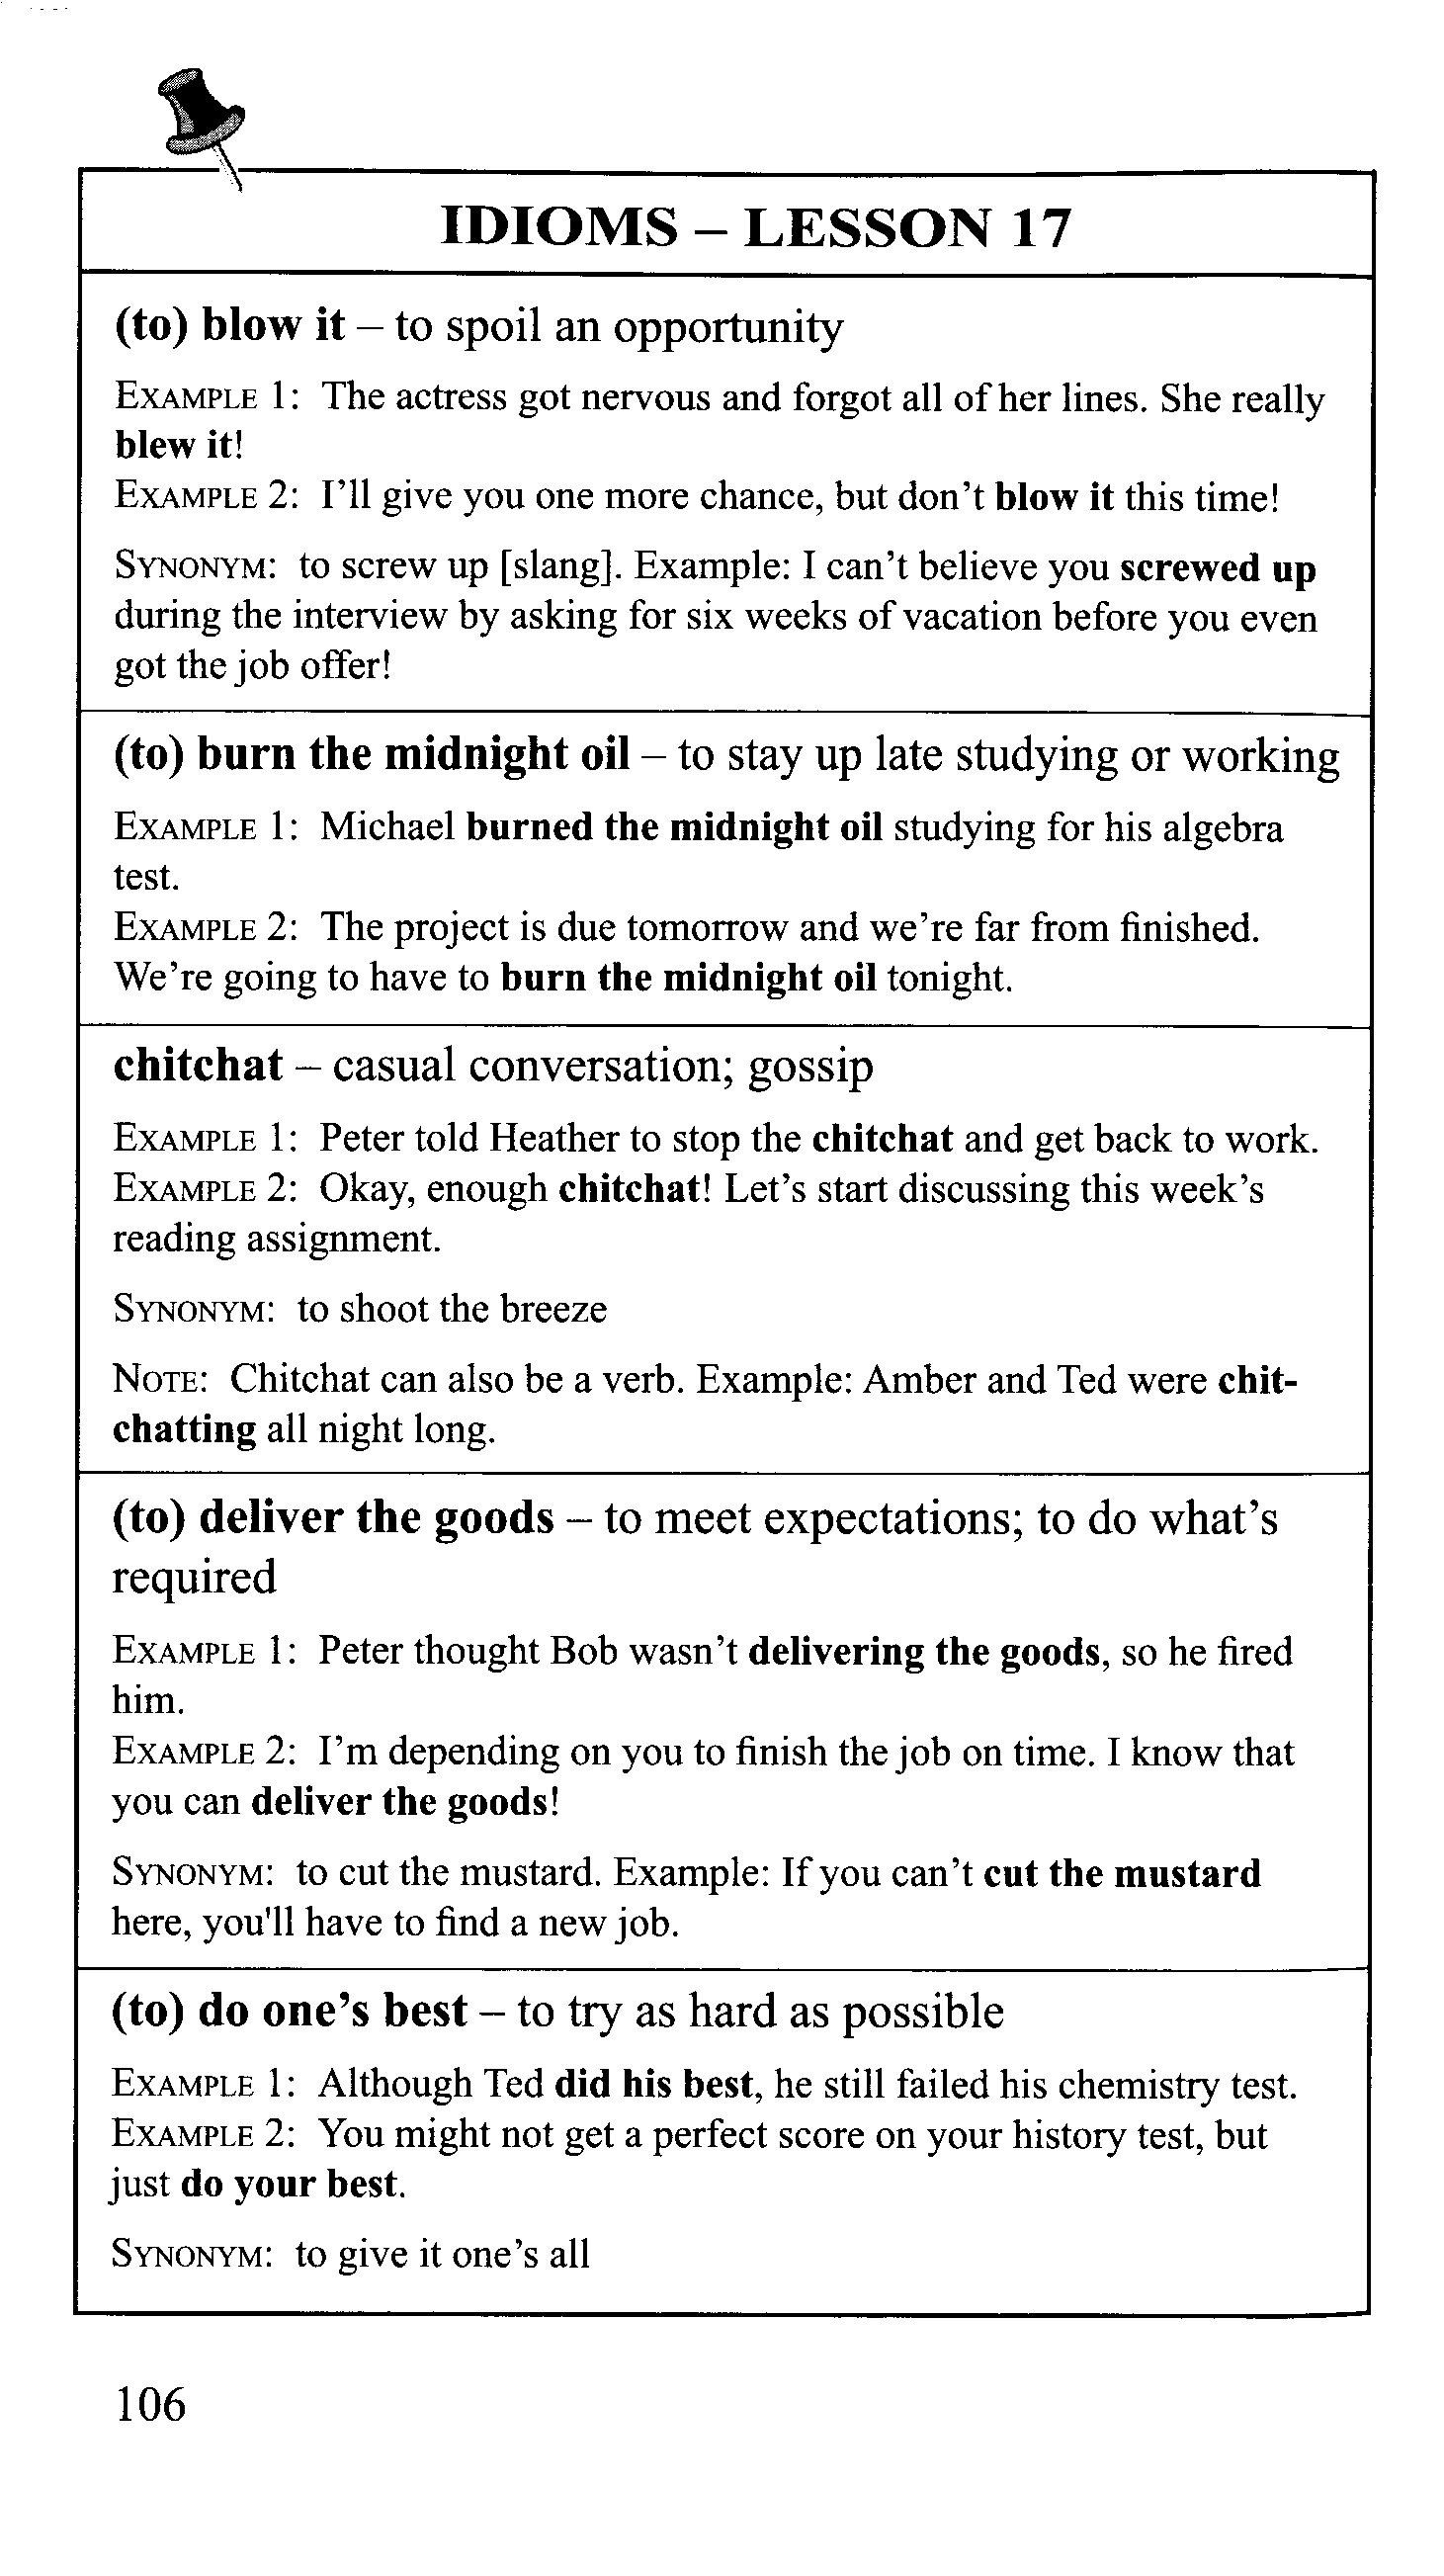 IDIOMS – LESSON 17
(to) blow it – to spoil an opportunity
EXAMPLE 1: The actress got nervous and forgot all of her lines. She really
blew it!
EXAMPLE 2: I’ll give you one more chance, but don’t blow it this time!
SYNONYM: to screw up [slang]. Example: I can’t believe you screwed up
during the interview by asking for six weeks of vacation before you even
got the job offer!
(to) burn the midnight oil – to stay up late studying or working
EXAMPLE 1: Michael burned the midnight oil studying for his algebra
test.
EXAMPLE 2: The project is due tomorrow and we’re far from finished.
We’re going to have to burn the midnight oil tonight.
chitchat – casual conversation; gossip
EXAMPLE 1: Peter told Heather to stop the chitchat and get back to work.
EXAMPLE 2: Okay, enough chitchat! Let’s start discussing this week’s
reading assignment.
SYNONYM: to shoot the breeze
NOTE: Chitchat can also be a verb. Example: Amber and Ted were chit-
chatting all night long.
(to) deliver the goods – to meet expectations; to do what’s
required
EXAMPLE 1: Peter thought Bob wasn’t delivering the goods, so he fired
him.
EXAMPLE 2: I’m depending on you to finish the job on time. I know that
you can deliver the goods!
SYNONYM: to cut the mustard. Example: If you can’t cut the mustard
here, you'll have to find a new job.
(to) do one’s best – to try as hard as possible
EXAMPLE 1: Although Ted did his best, he still failed his chemistry test.
EXAMPLE 2: You might not get a perfect score on your history test, but
just do your best.
SYNONYM: to give it one’s all
106